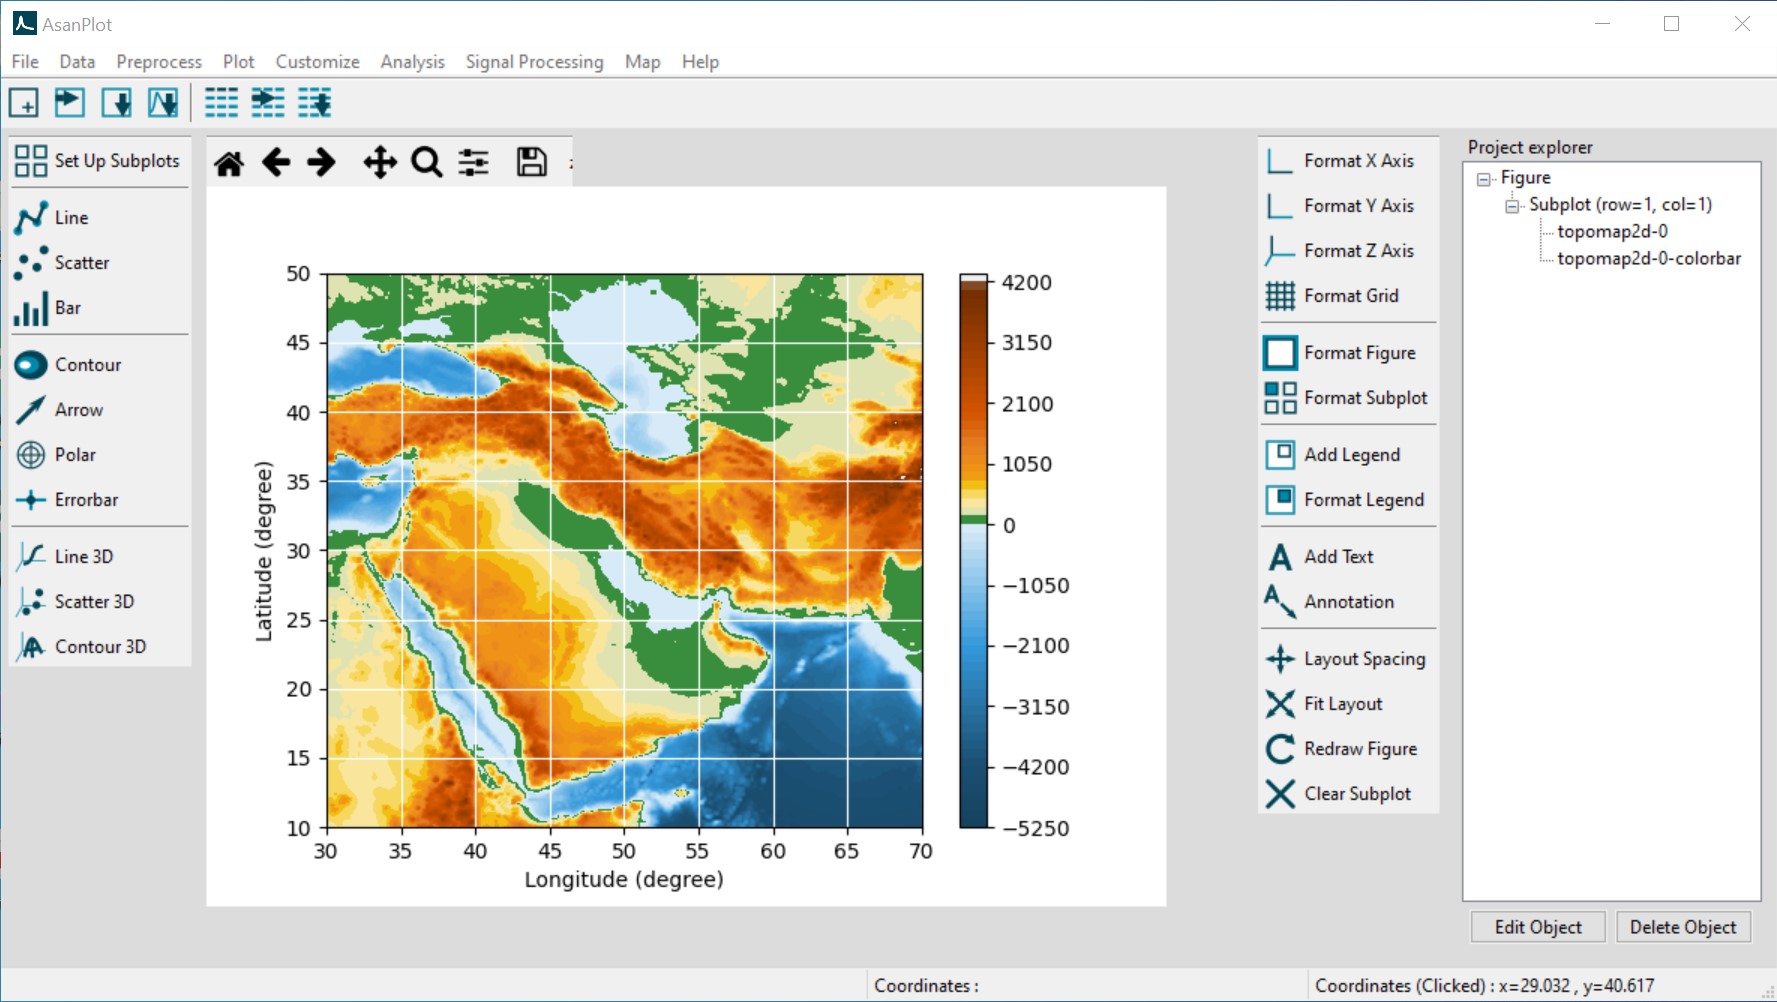 AsanPlot
File Data Preprocess Plot Customize Analysis Signal Processing Map Help
Set Up Subplots
Line
Scatter
Bar
Contour
Arrow
Polar
Errorbar
Line 3D
Scatter 3D
Contour 3D
50
45
40
35
30
25
20
15
10
Latitude (degree)
30 35 40 45 50 55 60 65 70
Longitude (degree)
4200
3150
2100
1050
0
−1050
−2100
−3150
−4200
−5250
Format X Axis
Format Y Axis
Format Z Axis
Format Grid
Format Figure
Format Subplot
Add Legend
Format Legend
Add Text
Annotation
Layout Spacing
Fit Layout
Redraw Figure
Clear Subplot
Project explorer
Figure
Subplot (row=1, col=1)
topomap2d-0
topomap2d-0-colorbar
Edit Object Delete Object
Coordinates :
Coordinates (Clicked) : x=29.032 , y=40.617